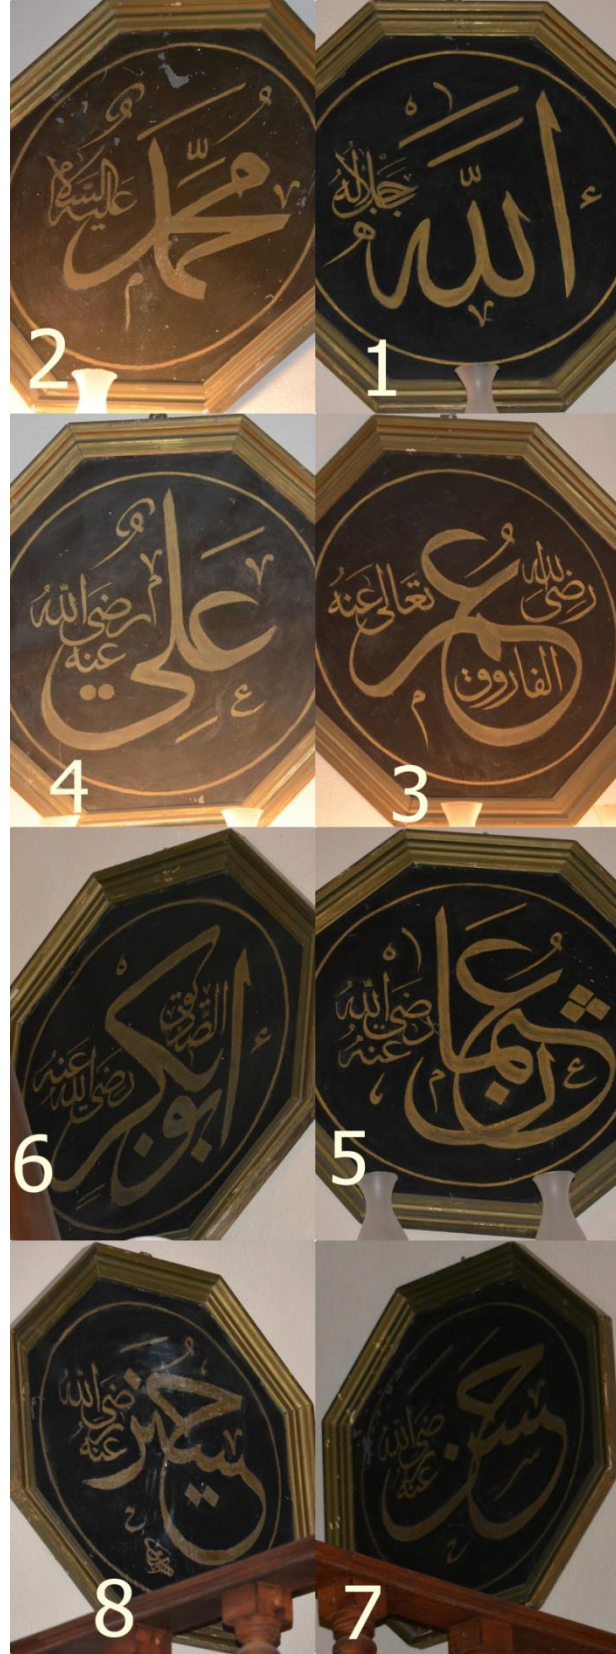 الله
جل جلاله
1
محمد
عليه السلام
2
عمر
الفاروق
رضي الله
تعالى عنه
3
علي
رضي الله
عنه
4
عثمان
رضي الله
عنه
5
ابو بكر
الصديق
رضي الله
عنه
6
حسن
رضي الله
عنه
7
حسين
رضي الله
عنه
8